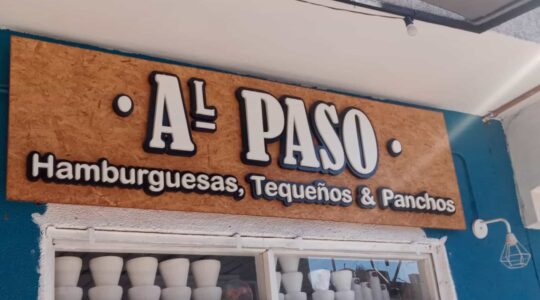 · AL PASO ·
Hamburguesas, Tequeños & Panchos